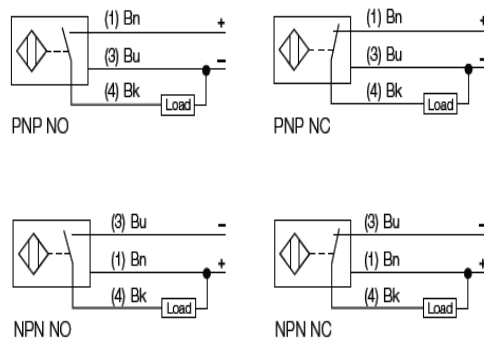 (1) Bn +
(3) Bu –
(4) Bk Load
PNP NO
(1) Bn +
(3) Bu –
(4) Bk Load
PNP NC
(3) Bu –
(1) Bn +
(4) Bk Load
NPN NO
(3) Bu –
(1) Bn +
(4) Bk Load
NPN NC